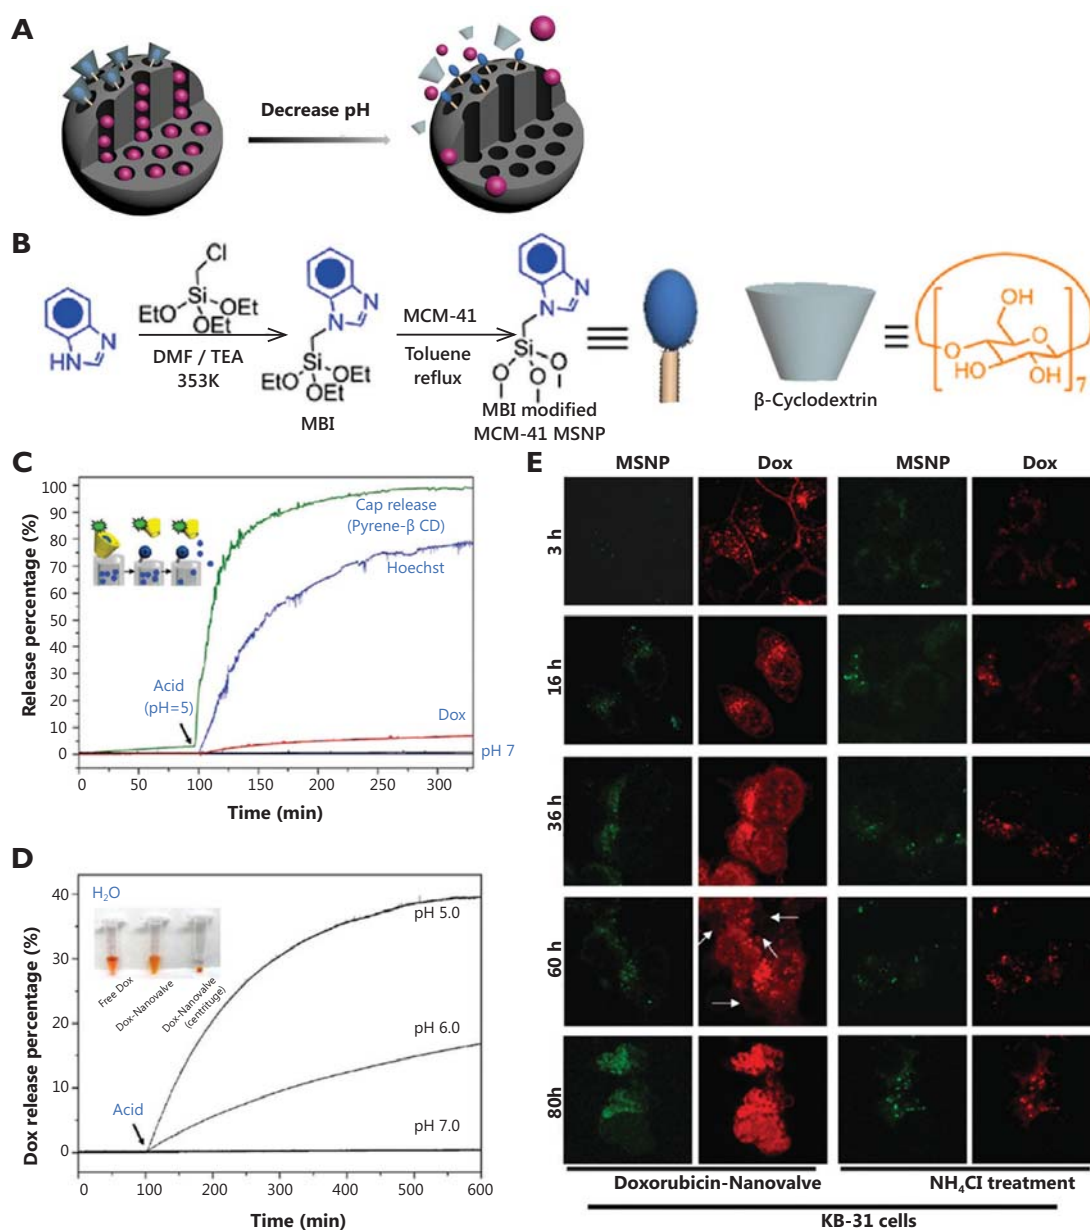 A
Decrease pH
B
Cl
Si
EtO
OEt
OEt
DMF / TEA
353K
HN
N
N
N
Si
EtO
OEt
OEt
MBI
MCM-41
Toluene
reflux
N
N
Si
O
O
O
MBI modified
MCM-41 MSNP
β-Cyclodextrin
OH
O
O
HO
OH
7
C
Release percentage (%)
100
90
80
70
60
50
40
30
20
10
0
Cap release
(Pyrene-β CD)
Hoechst
Acid
(pH=5)
Dox
pH 7
0
50
100
150
200
250
300
Time (min)
D
Dox release percentage (%)
40
30
20
10
0
H₂O
Free Dox
Dox-Nanovalve
Dox-Nanovalve
(centrituge)
pH 5.0
pH 6.0
pH 7.0
Acid
0
100
200
300
400
500
600
Time (min)
E
MSNP
Dox
MSNP
Dox
3 h
16 h
36 h
60 h
80h
Doxorubicin-Nanovalve
NH₄CI treatment
KB-31 cells